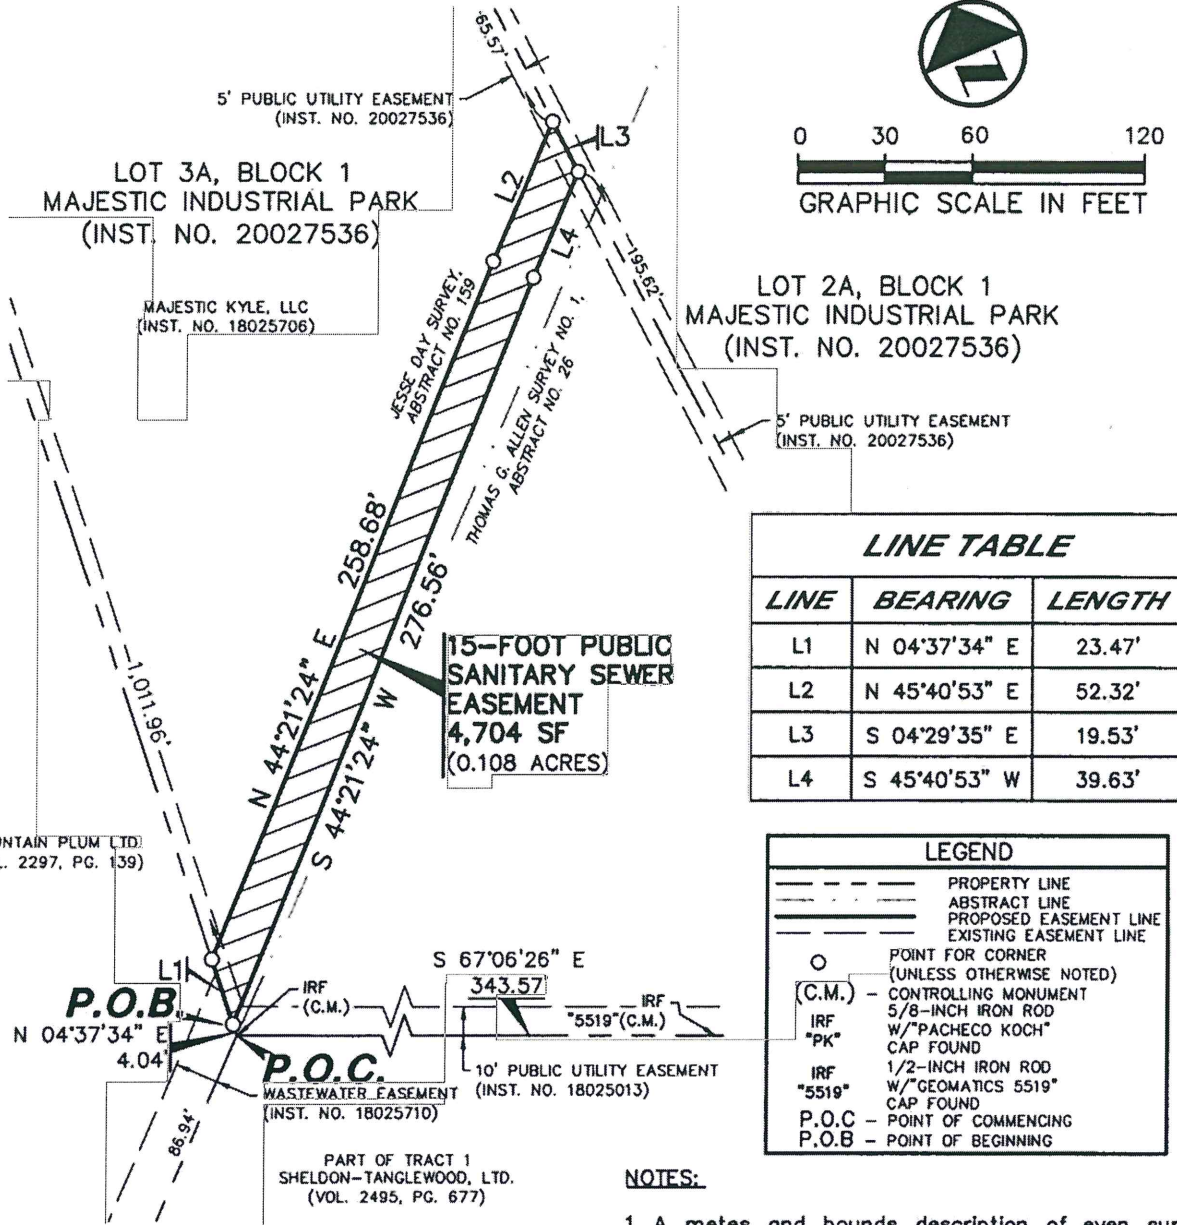 65.57'
5' PUBLIC UTILITY EASEMENT
(INST. NO. 20027536)
LOT 3A, BLOCK 1
MAJESTIC INDUSTRIAL PARK
(INST. NO. 20027536)
L2
L3
L4
0 30 60 120
GRAPHIC SCALE IN FEET
MAJESTIC KYLE, LLC
(INST. NO. 18025706)
JESSE DAY SURVEY,
ABSTRACT NO. 159
THOMAS G. ALLEN SURVEY NO. 1,
ABSTRACT NO. 26
195.62'
LOT 2A, BLOCK 1
MAJESTIC INDUSTRIAL PARK
(INST. NO. 20027536)
5' PUBLIC UTILITY EASEMENT
(INST. NO. 20027536)
N 44°21'24" E 258.68'
S 44°21'24" W 276.56'
15-FOOT PUBLIC
SANITARY SEWER
EASEMENT
4,704 SF
(0.108 ACRES)
1,011.96'
LINE TABLE
LINE BEARING LENGTH
L1 N 04°37'34" E 23.47'
L2 N 45°40'53" E 52.32'
L3 S 04°29'35" E 19.53'
L4 S 45°40'53" W 39.63'
PLUM LTD.
2297, PG. 139)
L1
P.O.B.
N 04°37'34" E
4.04'
P.O.C.
IRF
(C.M.)
S 67°06'26" E
343.57
IRF
"5519"(C.M.)
10' PUBLIC UTILITY EASEMENT
(INST. NO. 18025013)
WASTEWATER EASEMENT
(INST. NO. 18025710)
86.94'
PART OF TRACT 1
SHELDON-TANGLEWOOD, LTD.
(VOL. 2495, PG. 677)
LEGEND
PROPERTY LINE
ABSTRACT LINE
PROPOSED EASEMENT LINE
EXISTING EASEMENT LINE
POINT FOR CORNER
(UNLESS OTHERWISE NOTED)
(C.M.) - CONTROLLING MONUMENT
IRF "PK" 5/8-INCH IRON ROD
W/"PACHECO KOCH"
CAP FOUND
IRF "5519" 1/2-INCH IRON ROD
W/"GEOMATICS 5519"
CAP FOUND
P.O.C - POINT OF COMMENCING
P.O.B - POINT OF BEGINNING
NOTES:
1. A metes and bounds description of even